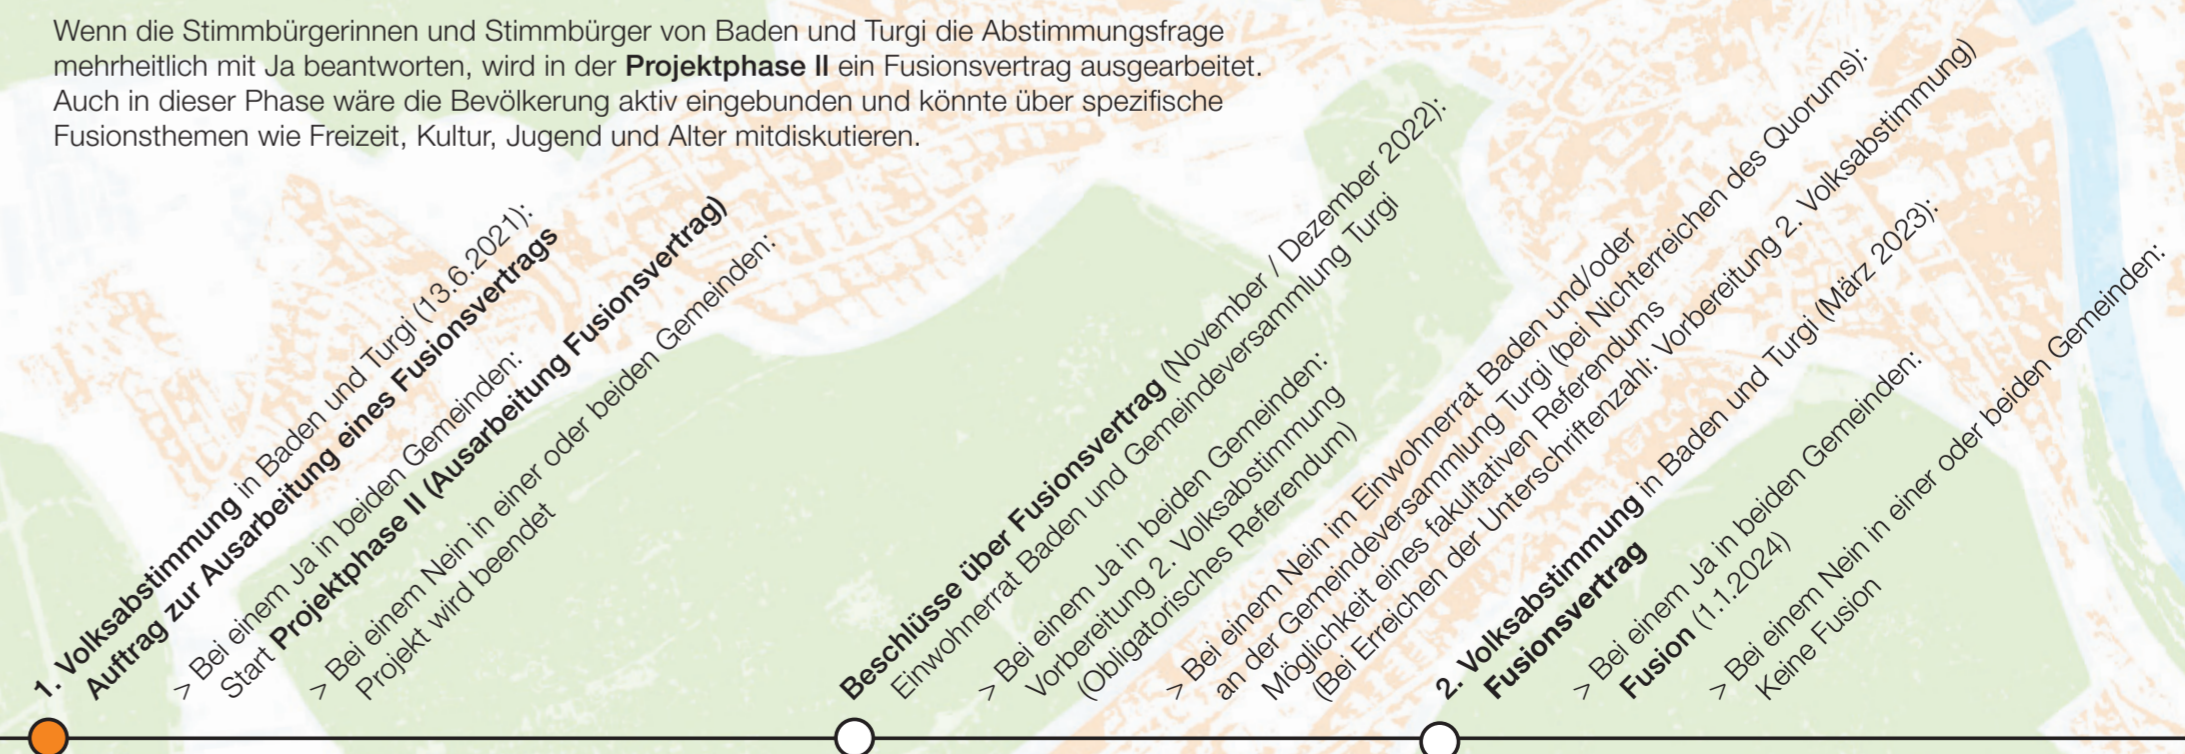 Wenn die Stimmbürgerinnen und Stimmbürger von Baden und Turgi die Abstimmungsfrage
mehrheitlich mit Ja beantworten, wird in der Projektphase II ein Fusionsvertrag ausgearbeitet.
Auch in dieser Phase wäre die Bevölkerung aktiv eingebunden und könnte über spezifische
Fusionsthemen wie Freizeit, Kultur, Jugend und Alter mitdiskutieren.
1. Volksabstimmung in Baden und Turgi (13.6.2021):
Auftrag zur Ausarbeitung eines Fusionsvertrags
> Bei einem Ja in beiden Gemeinden:
Start Projektphase II (Ausarbeitung Fusionsvertrag)
> Bei einem Nein in einer oder beiden Gemeinden:
Projekt wird beendet
Beschlüsse über Fusionsvertrag (November / Dezember 2022):
Einwohnerrat Baden und Gemeindeversammlung Turgi
> Bei einem Ja in beiden Gemeinden:
Vorbereitung 2. Volksabstimmung
(Obligatorisches Referendum)
> Bei einem Nein im Einwohnerrat Baden und/oder
an der Gemeindeversammlung Turgi (bei Nichterreichen des Quorums):
Möglichkeit eines fakultativen Referendums
(Bei Erreichen der Unterschriftenzahl: Vorbereitung 2. Volksabstimmung)
2. Volksabstimmung in Baden und Turgi (März 2023):
Fusionsvertrag
> Bei einem Ja in beiden Gemeinden:
Fusion (1.1.2024)
> Bei einem Nein in einer oder beiden Gemeinden:
Keine Fusion